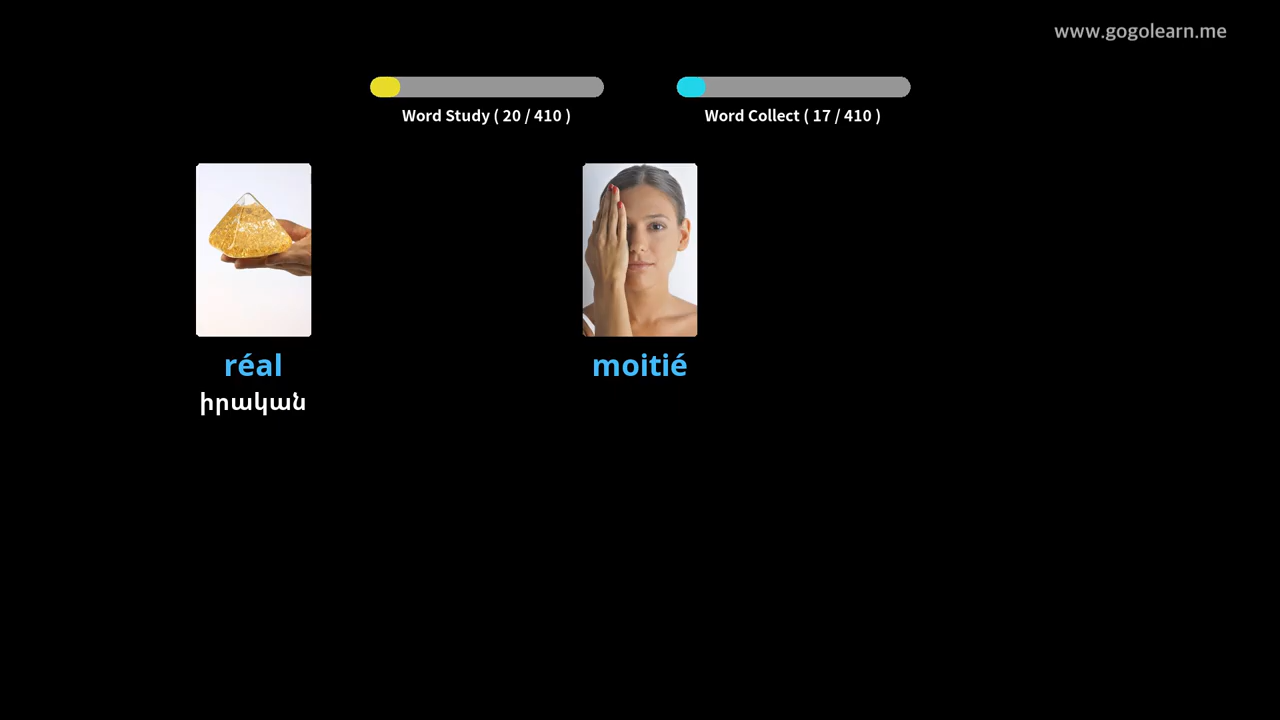 www.gogolearn.me
Word Study ( 20 / 410 )
Word Collect ( 17 / 410 )
réal
իրական
moitié